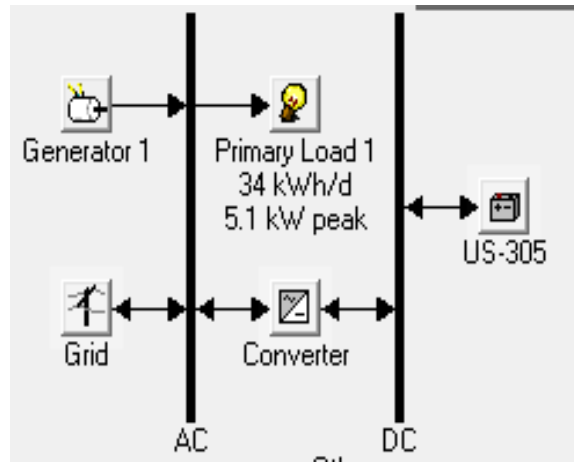 Generator 1
Primary Load 1
34 kWh/d
5.1 kW peak
US-305
Grid
Converter
AC
DC